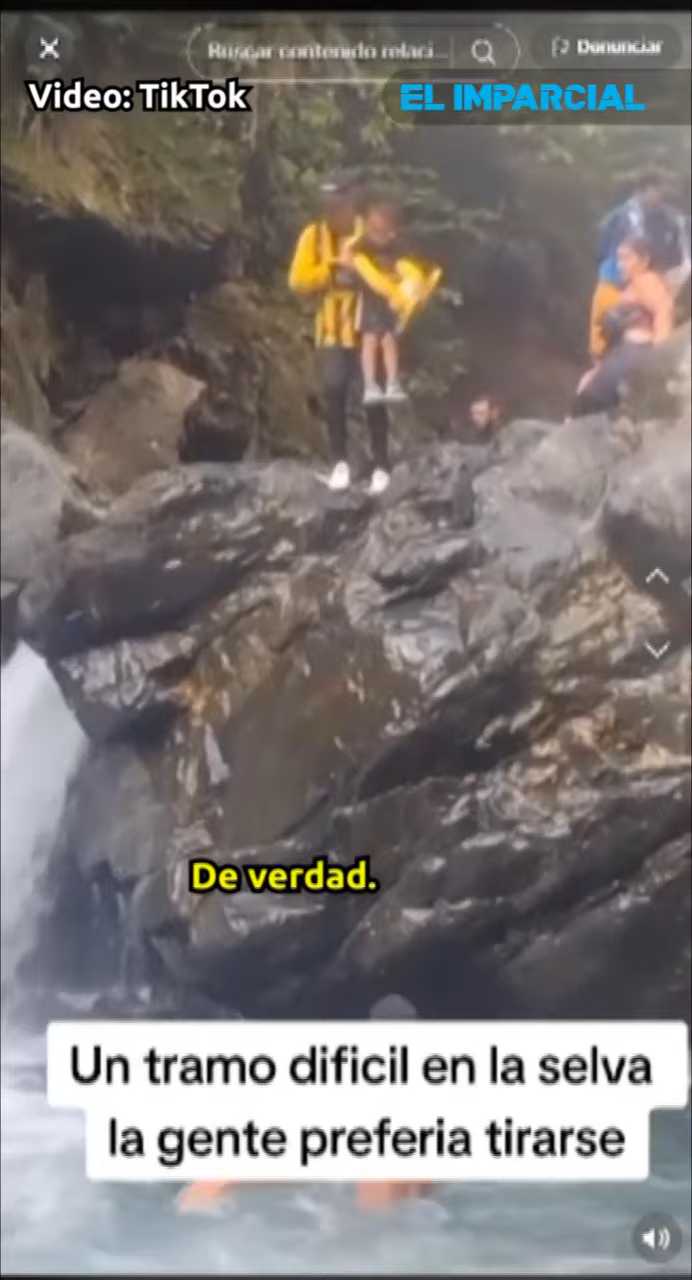 Buscar contenido relaci...
Denunciar
Video: TikTok
EL IMPARCIAL
De verdad.
Un tramo dificil en la selva
la gente preferia tirarse